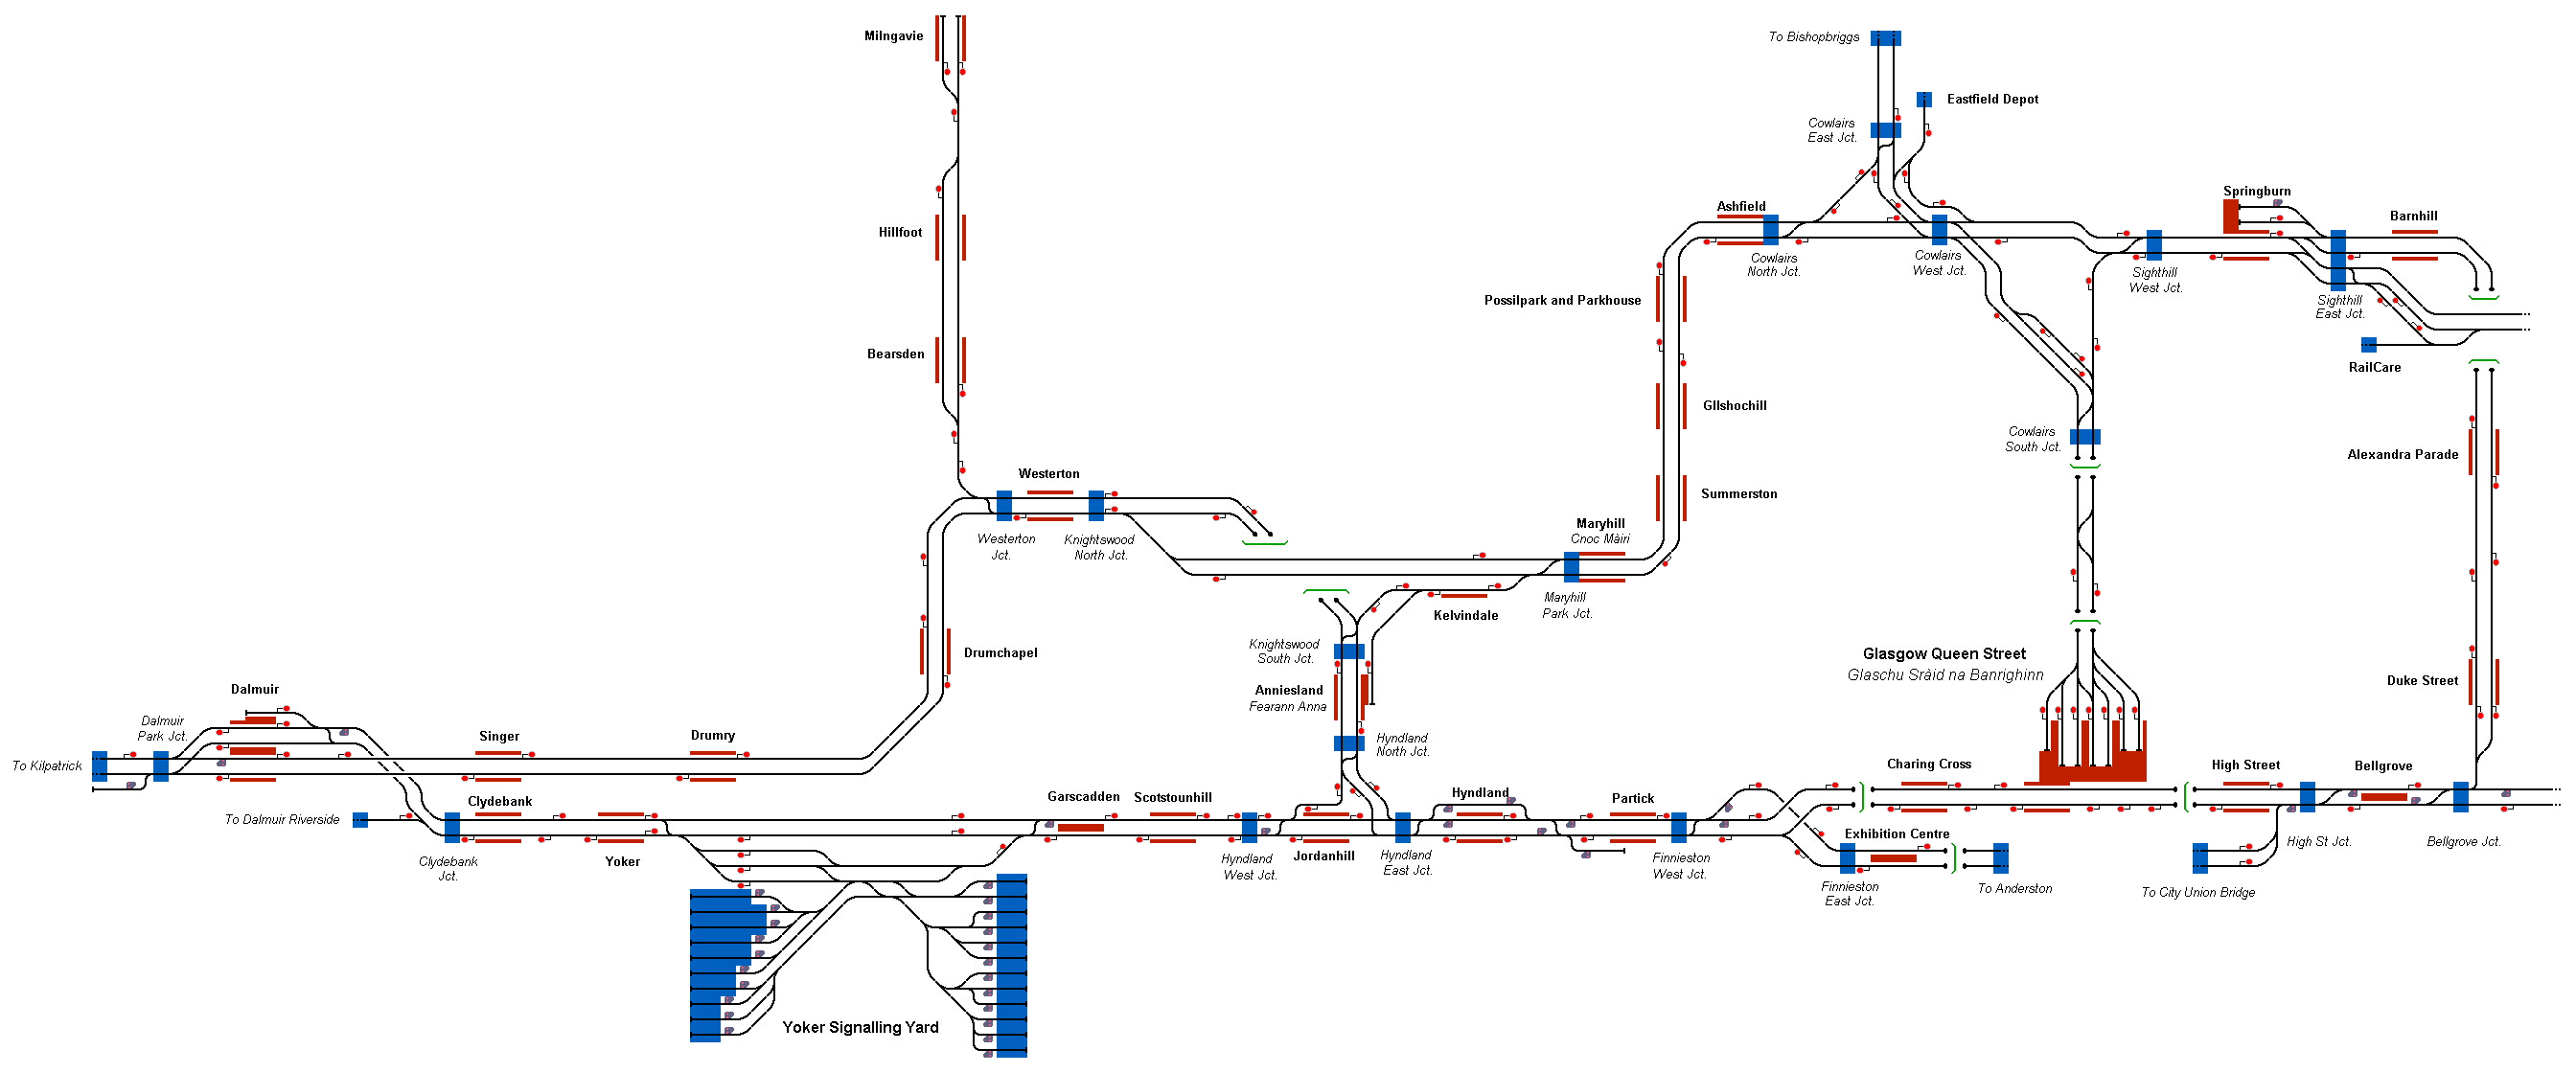 Milngavie
To Bishopbriggs
Eastfield Depot
Cowlairs
East Jct.
Springburn
Ashfield
Barnhill
Hillfoot
Cowlairs
North Jct.
Cowlairs
West Jct.
Sighthill
West Jct.
Possilpark and Parkhouse
Sighthill
East Jct.
Bearsden
RailCare
GIlshochill
Cowlairs
South Jct.
Alexandra Parade
Westerton
Summerston
Maryhill
Cnoc Màiri
Westerton
Jct.
Knightswood
North Jct.
Maryhill
Park Jct.
Kelvindale
Drumchapel
Knightswood
South Jct.
Glasgow Queen Street
Glaschu Sràid na Banrighinn
Duke Street
Dalmuir
Anniesland
Fearann Anna
Dalmuir
Park Jct.
Singer
Drumry
Hyndland
North Jct.
To Kilpatrick
Charing Cross
High Street
Bellgrove
Clydebank
Garscadden
Scotstounhill
Hyndland
Partick
To Dalmuir Riverside
Exhibition Centre
High St Jct.
Bellgrove Jct.
Clydebank
Jct.
Yoker
Hyndland
West Jct.
Jordanhill
Hyndland
East Jct.
Finnieston
West Jct.
Finnieston
East Jct.
To Anderston
To City Union Bridge
Yoker Signalling Yard